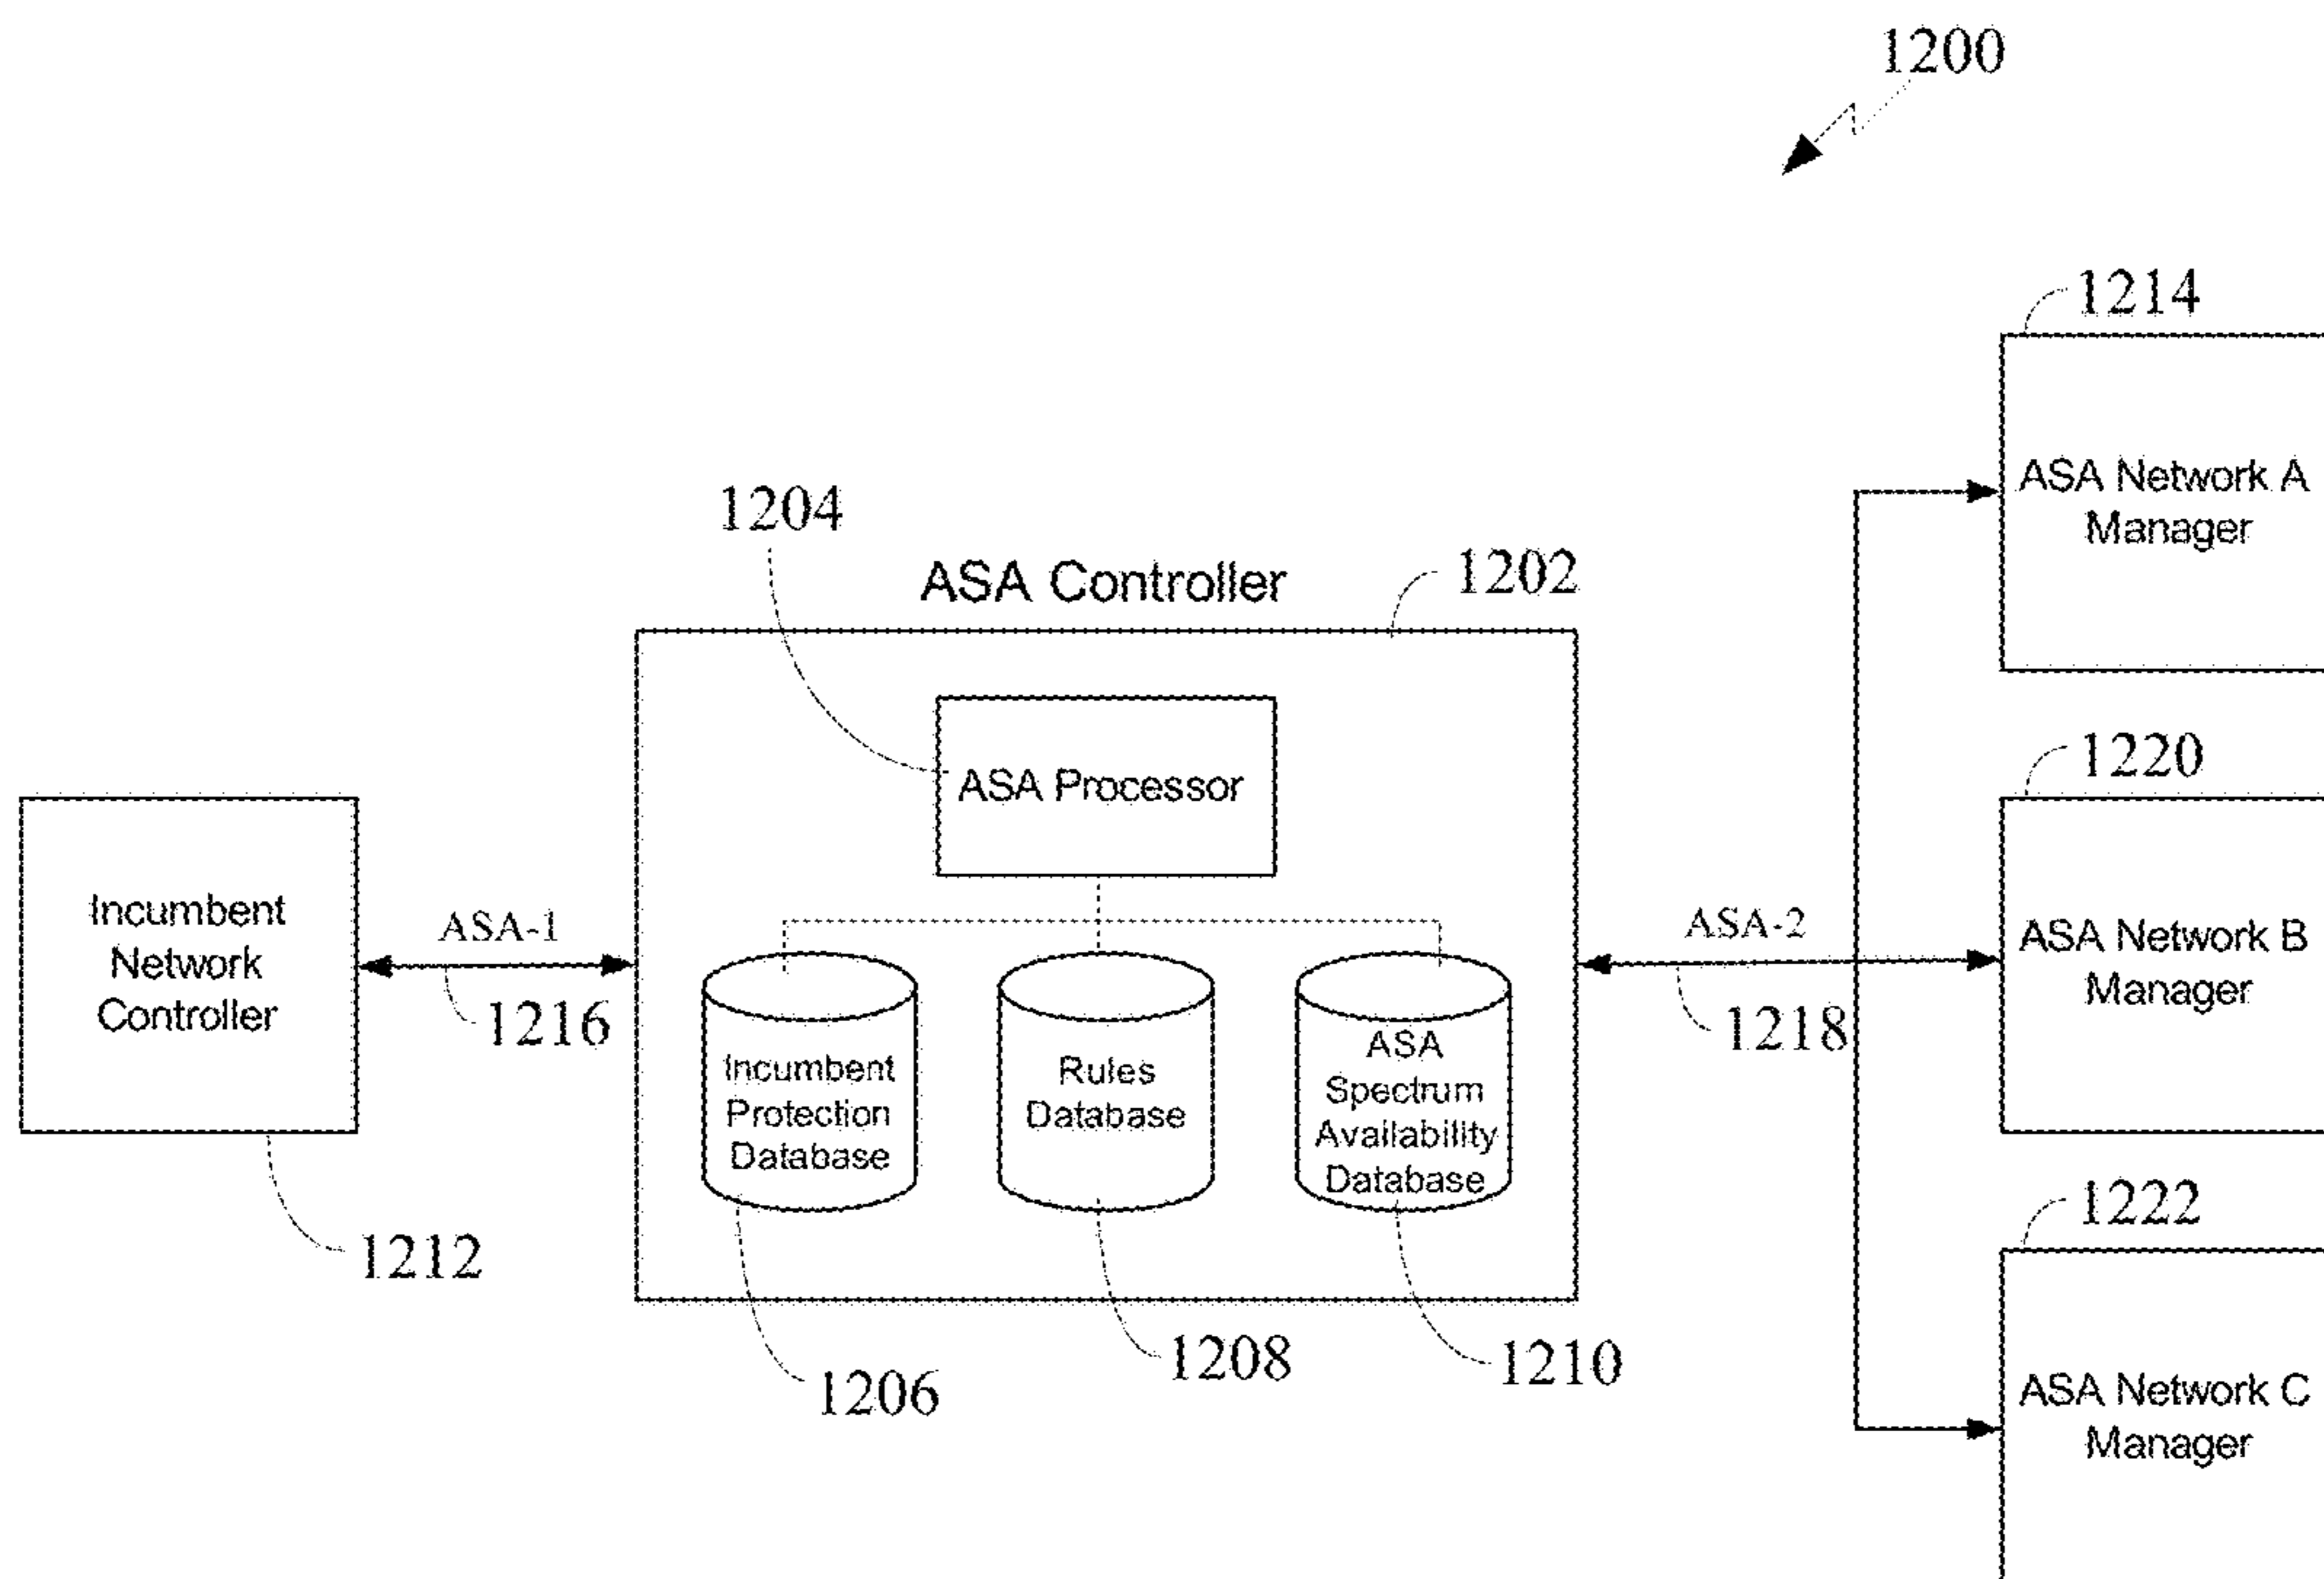 1200
1214
ASA Network A
Manager
1204
ASA Controller
1202
ASA Processor
1220
Incumbent
Network
Controller
ASA-1
1216
ASA-2
1218
ASA Network B
Manager
Incumbent
Protection
Database
Rules
Database
ASA
Spectrum
Availability
Database
1212
1206
1208
1210
1222
ASA Network C
Manager